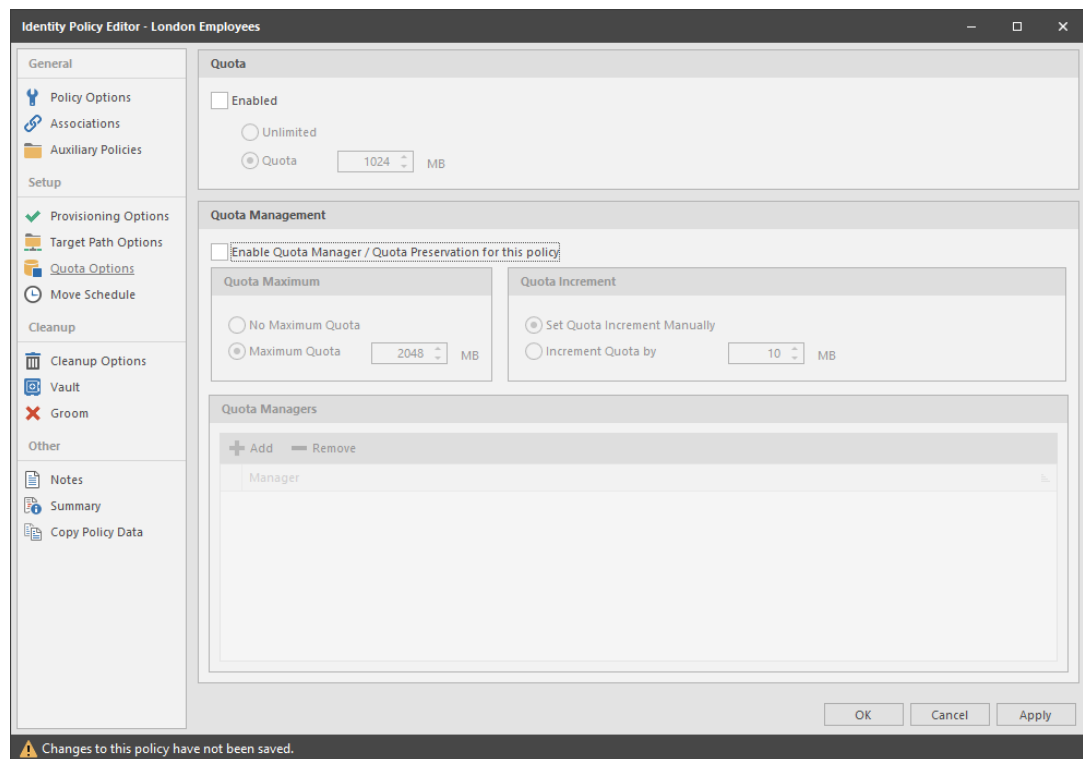 Identity Policy Editor - London Employees
General
Policy Options
Associations
Auxiliary Policies
Setup
Provisioning Options
Target Path Options
Quota Options
Move Schedule
Cleanup
Cleanup Options
Vault
Groom
Other
Notes
Summary
Copy Policy Data
Quota
Enabled
Unlimited
Quota 1024 MB
Quota Management
Enable Quota Manager / Quota Preservation for this policy
Quota Maximum
No Maximum Quota
Maximum Quota 2048 MB
Quota Increment
Set Quota Increment Manually
Increment Quota by 10 MB
Quota Managers
Add Remove
Manager
OK Cancel Apply
Changes to this policy have not been saved.